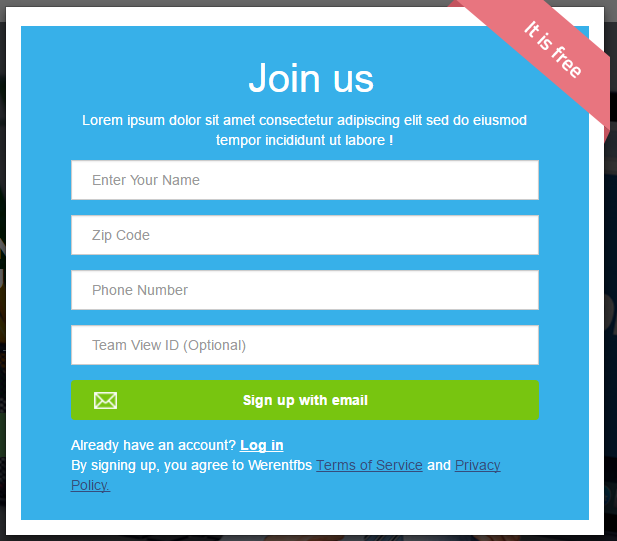 It is free
Join us
Lorem ipsum dolor sit amet consectetur adipiscing elit sed do eiusmod
tempor incididunt ut labore !
Enter Your Name
Zip Code
Phone Number
Team View ID (Optional)
Sign up with email
Already have an account? Log in
By signing up, you agree to Werentfbs Terms of Service and Privacy
Policy.